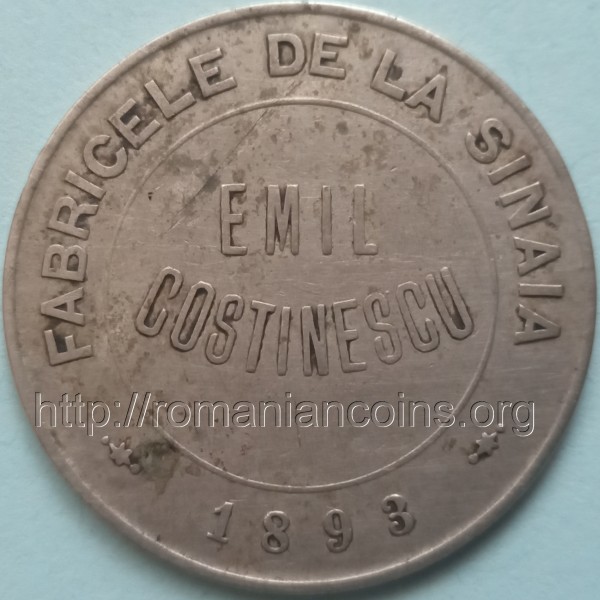 FABRICELE DE LA SINAIA
EMIL
COSTINESCU
http://romaniancoins.org
1893